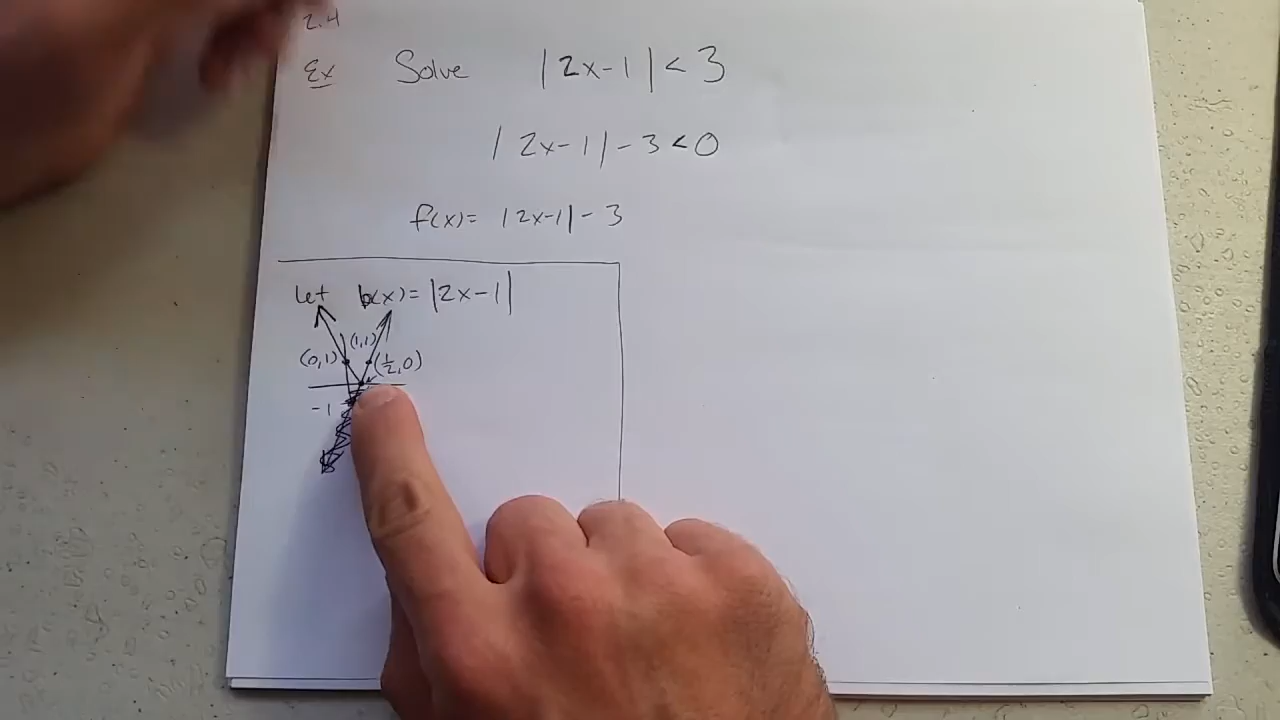 2.4
Ex Solve |2x-1| < 3
|2x-1| - 3 < 0
f(x) = |2x-1| - 3
Let b(x) = |2x-1|
(1,1)
(0,1) (1/2,0)
-1